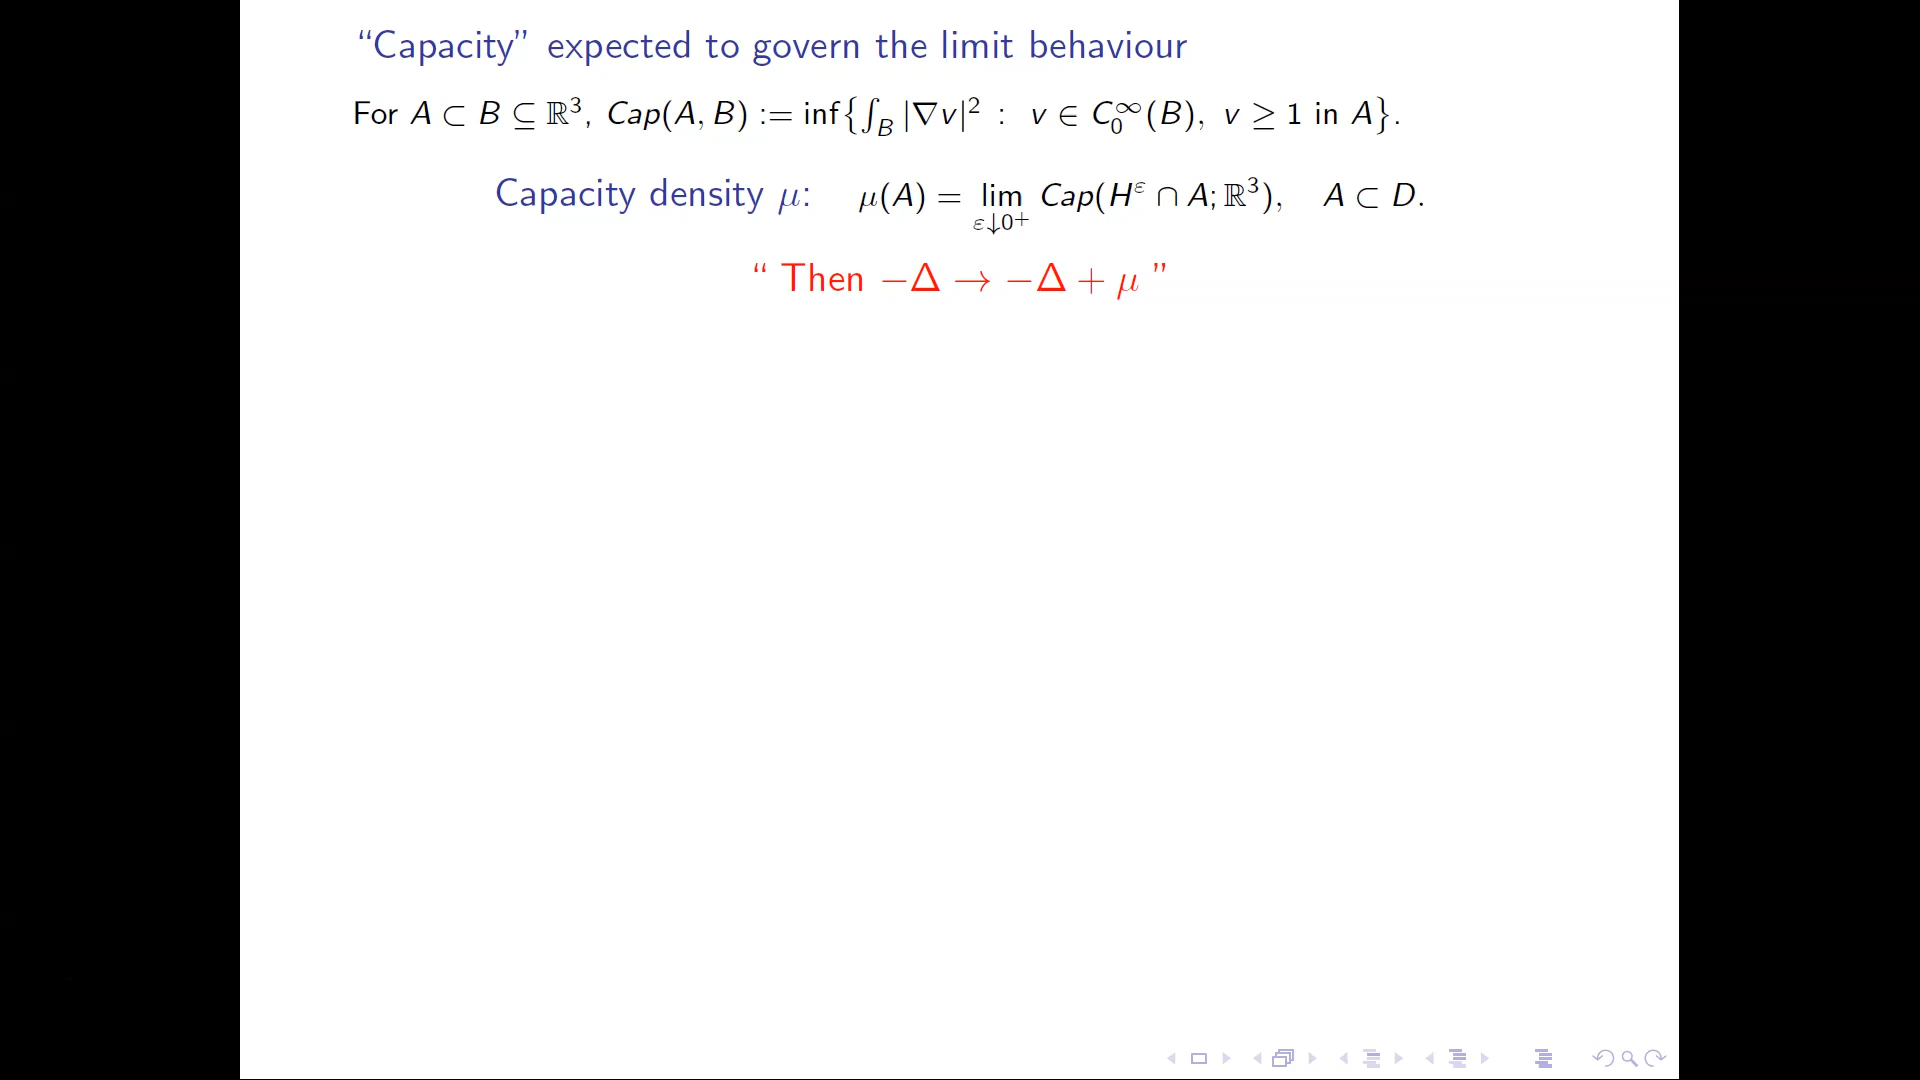 “Capacity” expected to govern the limit behaviour
For A ⊂ B ⊆ ℝ³, Cap(A, B) := inf{∫_B |∇v|² : v ∈ C₀^∞(B), v ≥ 1 in A}.
Capacity density μ: μ(A) = lim_{ε↓0⁺} Cap(H^ε ∩ A; ℝ³), A ⊂ D.
“ Then −Δ → −Δ + μ ”